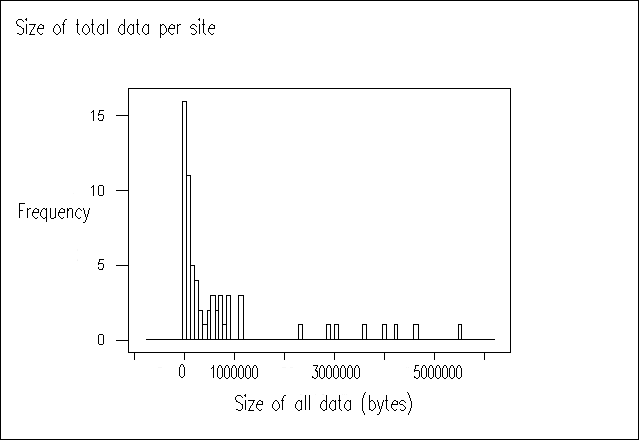 Size of total data per site
15
10
Frequency
5
0
0 1000000 3000000 5000000
Size of all data (bytes)